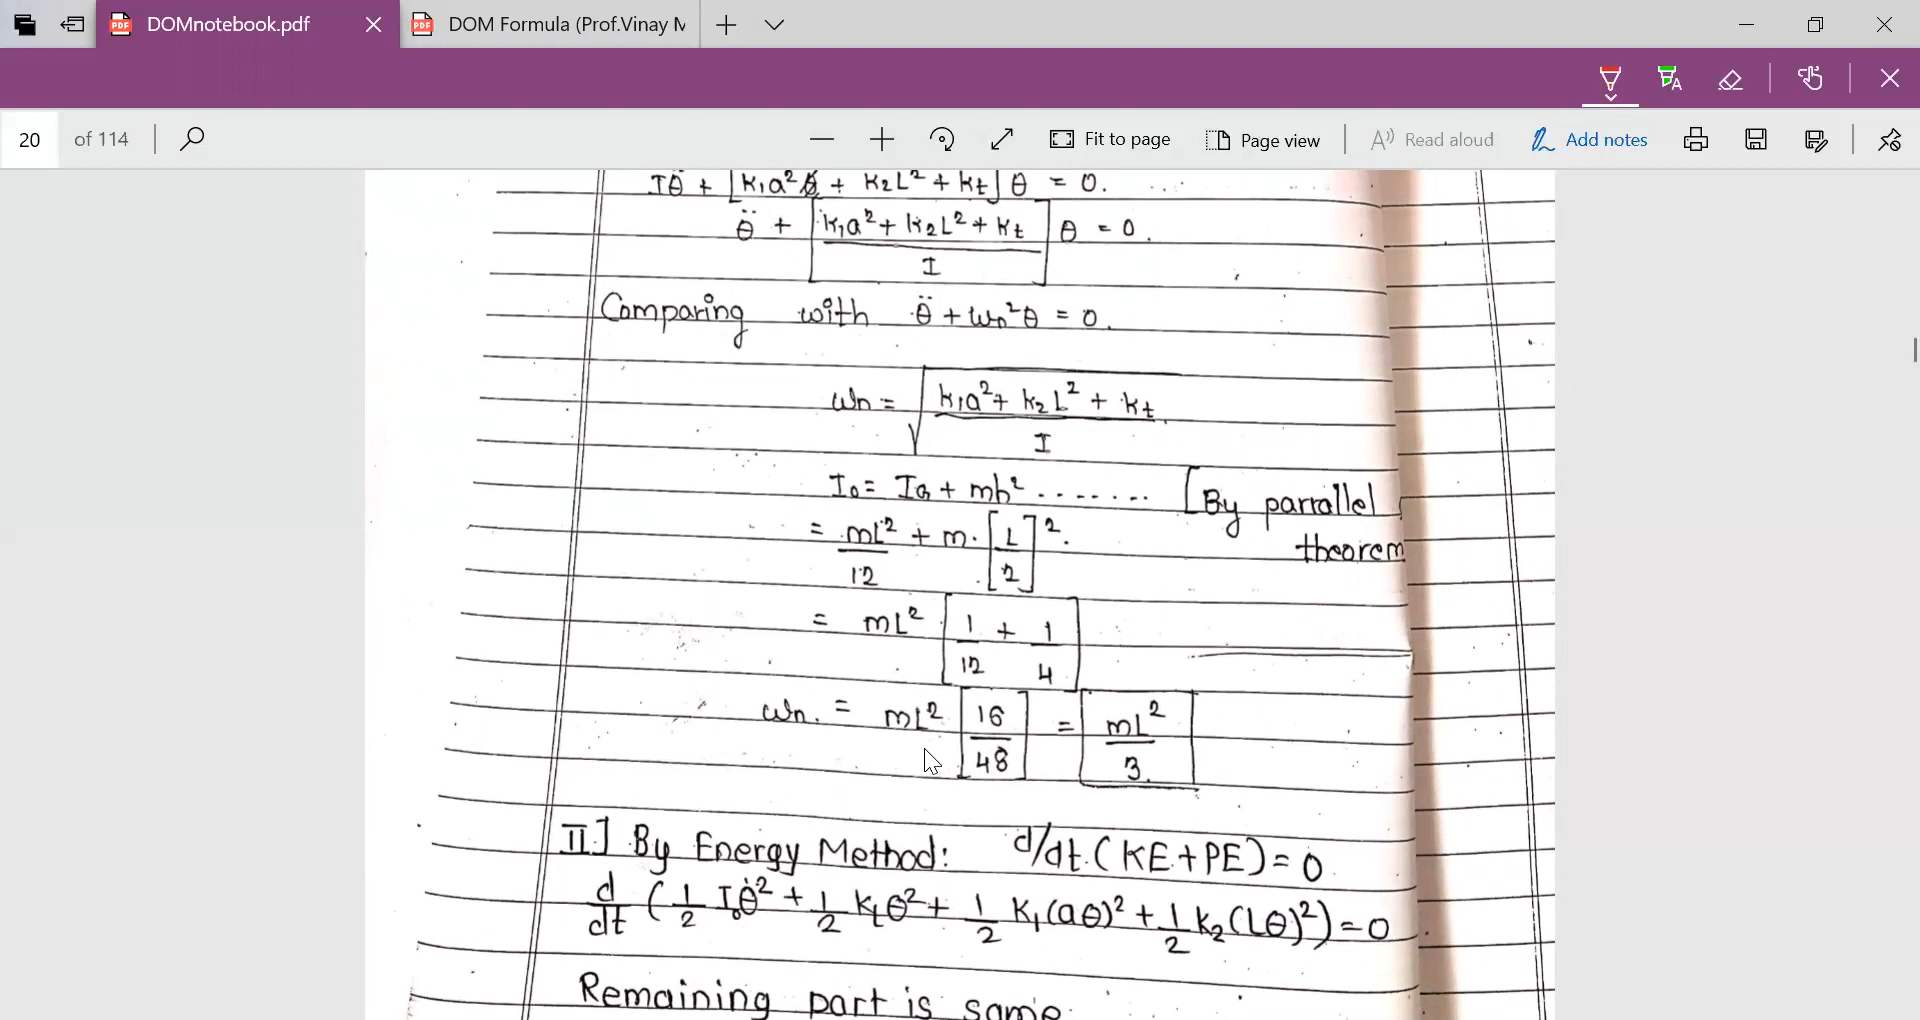 DOMnotebook.pdf
DOM Formula (Prof.Vinay M
20 of 114
Fit to page
Page view
Read aloud
Add notes
Iθ̈ + [k₁a² + k₂L² + kt] θ = 0.
θ̈ + [k₁a² + k₂L² + kt / I] θ = 0.
Comparing with θ̈ + ωn²θ = 0.
ωn = √(k₁a² + k₂L² + kt / I)
I₀ = IG + mh² ....... [By parrallel
theorem
= mL²/12 + m. [L/2]².
= mL² [1/12 + 1/4]
ωn. = mL² [16/48] = [mL²/3.]
II] By Energy Method: d/dt.(KE+PE)=0
d/dt (1/2 I₀θ̇² + 1/2 ktθ² + 1/2 K₁(aθ)² + 1/2 k₂(Lθ)²) = 0
Remaining part is same.